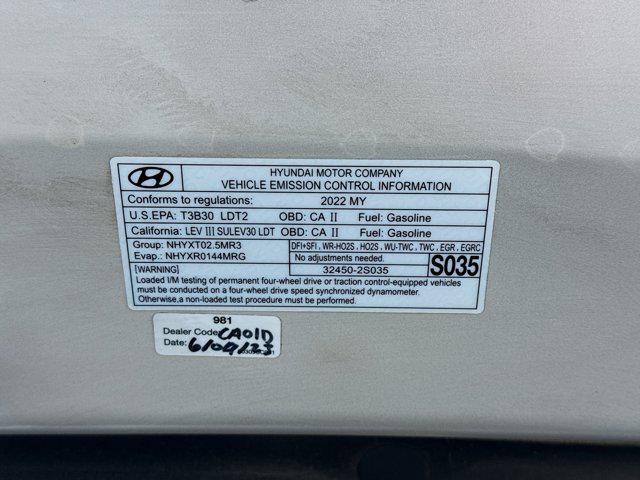 HYUNDAI MOTOR COMPANY
VEHICLE EMISSION CONTROL INFORMATION
Conforms to regulations: 2022 MY
U.S.EPA: T3B30 LDT2 OBD: CA II Fuel: Gasoline
California: LEV III SULEV30 LDT OBD: CA II Fuel: Gasoline
Group: NHYXT02.5MR3 DFI+SFI, WR-HO2S, HO2S, WU-TWC, TWC, EGR, EGRC
Evap.: NHYXR0144MRG No adjustments needed. S035
[WARNING] 32450-2S035
Loaded I/M testing of permanent four-wheel drive or traction control-equipped vehicles
must be conducted on a four-wheel drive speed synchronized dynamometer.
Otherwise,a non-loaded test procedure must be performed.
981
Dealer Code: CA01D
Date: 6/09/23